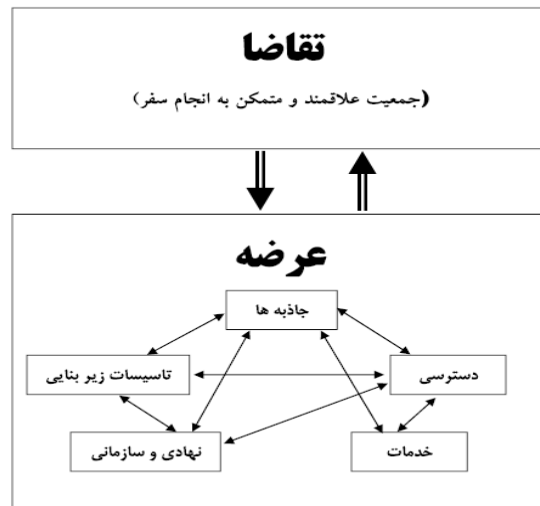 تقاضا
(جمعیت علاقمند و متمکن به انجام سفر)
عرضه
جاذبه ها
دسترسی
تاسیسات زیر بنایی
خدمات
نهادی و سازمانی